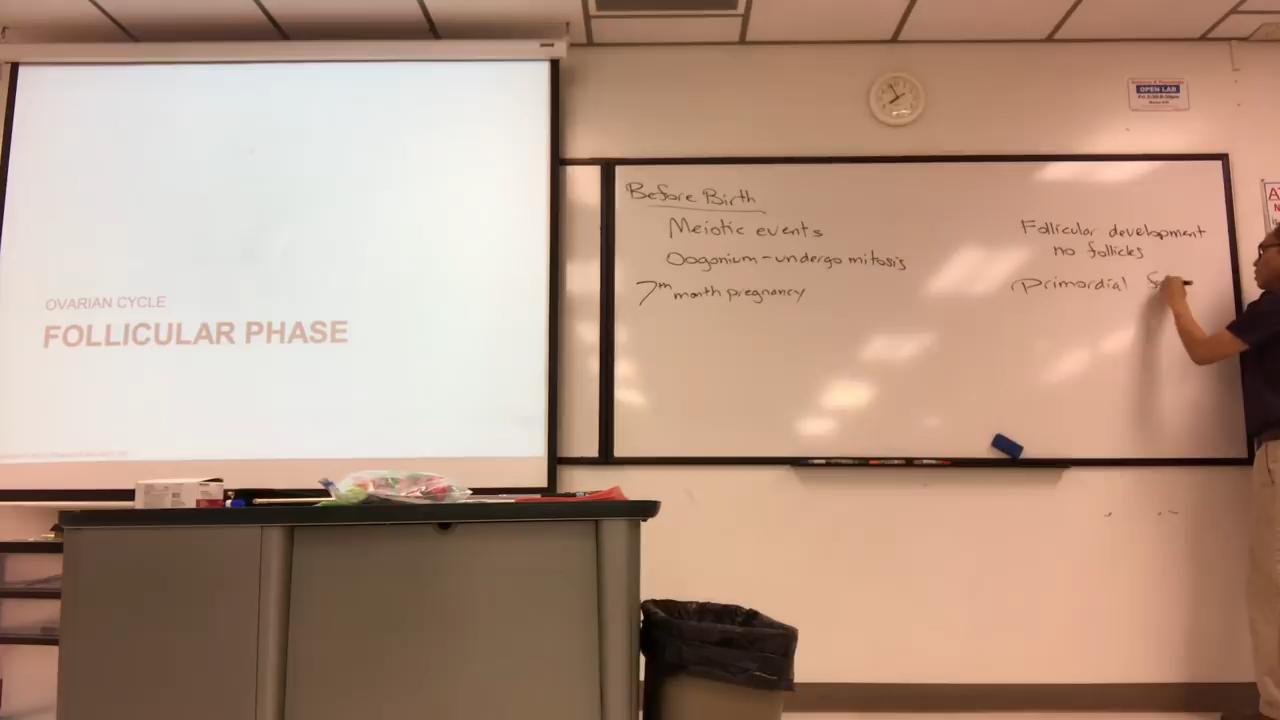 OVARIAN CYCLE
FOLLICULAR PHASE
Before Birth
Meiotic events
Oogonium - undergo mitosis
7th month pregnancy
Follicular development
no follicles
Primordial
OPEN LAB